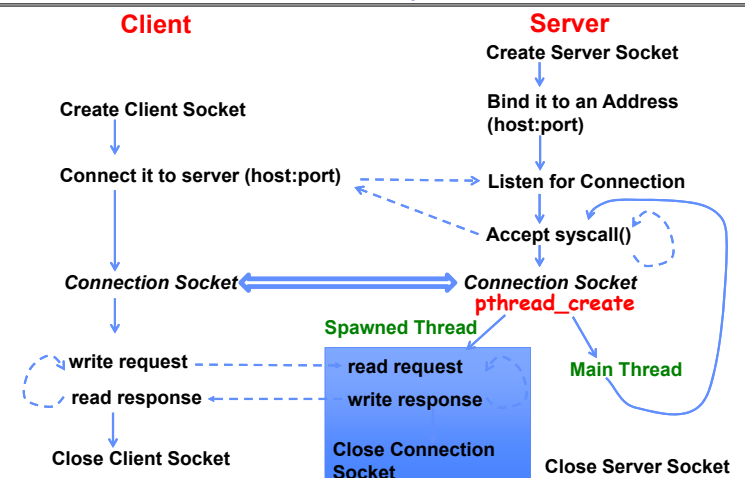 Client
Server
Create Server Socket
Create Client Socket
Bind it to an Address
(host:port)
Connect it to server (host:port)
Listen for Connection
Accept syscall()
Connection Socket
Connection Socket
pthread_create
Spawned Thread
write request
read request
Main Thread
read response
write response
Close Client Socket
Close Connection
Socket
Close Server Socket